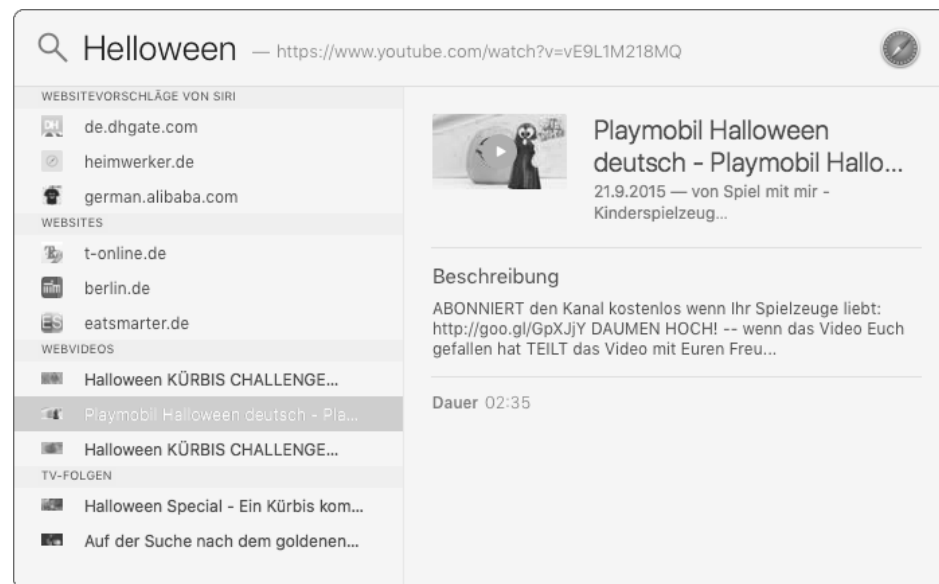 Helloween — https://www.youtube.com/watch?v=vE9L1M218MQ
WEBSITEVORSCHLÄGE VON SIRI
de.dhgate.com
heimwerker.de
german.alibaba.com
WEBSITES
t-online.de
berlin.de
eatsmarter.de
WEBVIDEOS
Halloween KÜRBIS CHALLENGE...
Playmobil Halloween deutsch - Pla...
Halloween KÜRBIS CHALLENGE...
TV-FOLGEN
Halloween Special - Ein Kürbis kom...
Auf der Suche nach dem goldenen...
Playmobil Halloween
deutsch - Playmobil Hallo...
21.9.2015 — von Spiel mit mir -
Kinderspielzeug...
Beschreibung
ABONNIERT den Kanal kostenlos wenn Ihr Spielzeuge liebt:
http://goo.gl/GpXJjY DAUMEN HOCH! -- wenn das Video Euch
gefallen hat TEILT das Video mit Euren Freu...
Dauer 02:35